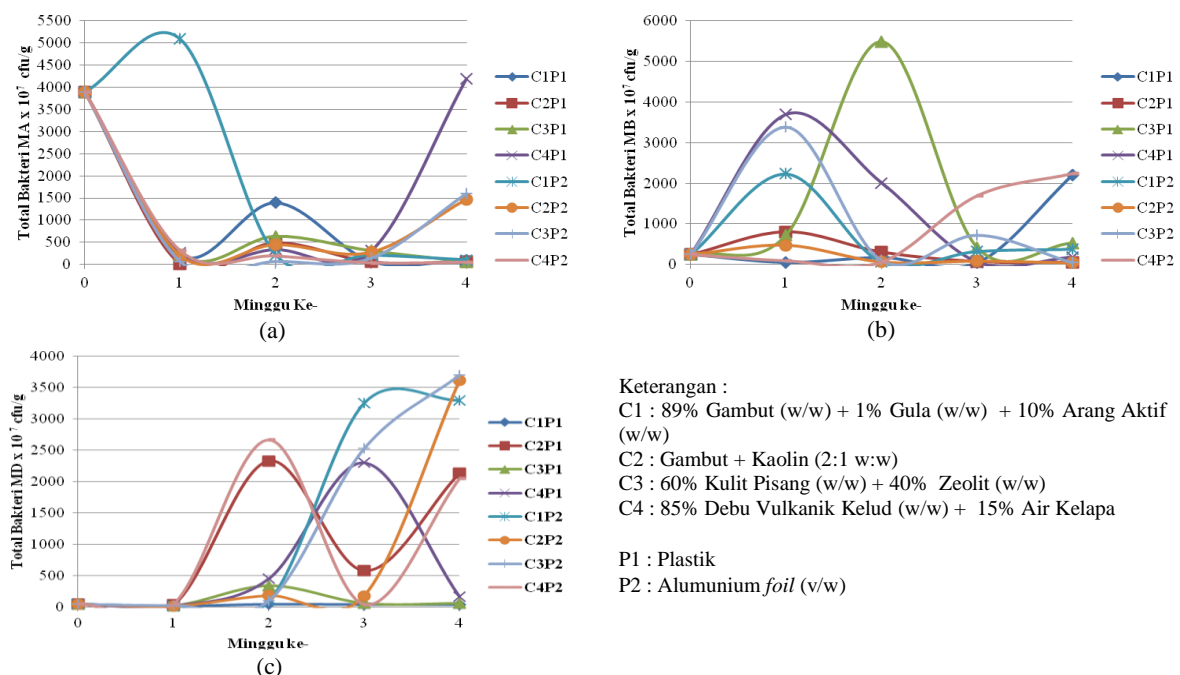 Total Bakteri MA x 10⁷ cfu/g
5500
5000
4500
4000
3500
3000
2500
2000
1500
1000
500
0
0 1 2 3 4
Minggu Ke-
C1P1
C2P1
C3P1
C4P1
C1P2
C2P2
C3P2
C4P2
(a)
Total Bakteri MB x 10⁷ cfu/g
6000
5000
4000
3000
2000
1000
0
0 1 2 3 4
Minggu ke-
C1P1
C2P1
C3P1
C4P1
C1P2
C2P2
C3P2
C4P2
(b)
Total Bakteri MD x 10⁷ cfu/g
4000
3500
3000
2500
2000
1500
1000
500
0
0 1 2 3 4
Minggu ke-
C1P1
C2P1
C3P1
C4P1
C1P2
C2P2
C3P2
C4P2
(c)
Keterangan :
C1 : 89% Gambut (w/w) + 1% Gula (w/w) + 10% Arang Aktif
(w/w)
C2 : Gambut + Kaolin (2:1 w:w)
C3 : 60% Kulit Pisang (w/w) + 40% Zeolit (w/w)
C4 : 85% Debu Vulkanik Kelud (w/w) + 15% Air Kelapa
P1 : Plastik
P2 : Alumunium foil (v/w)